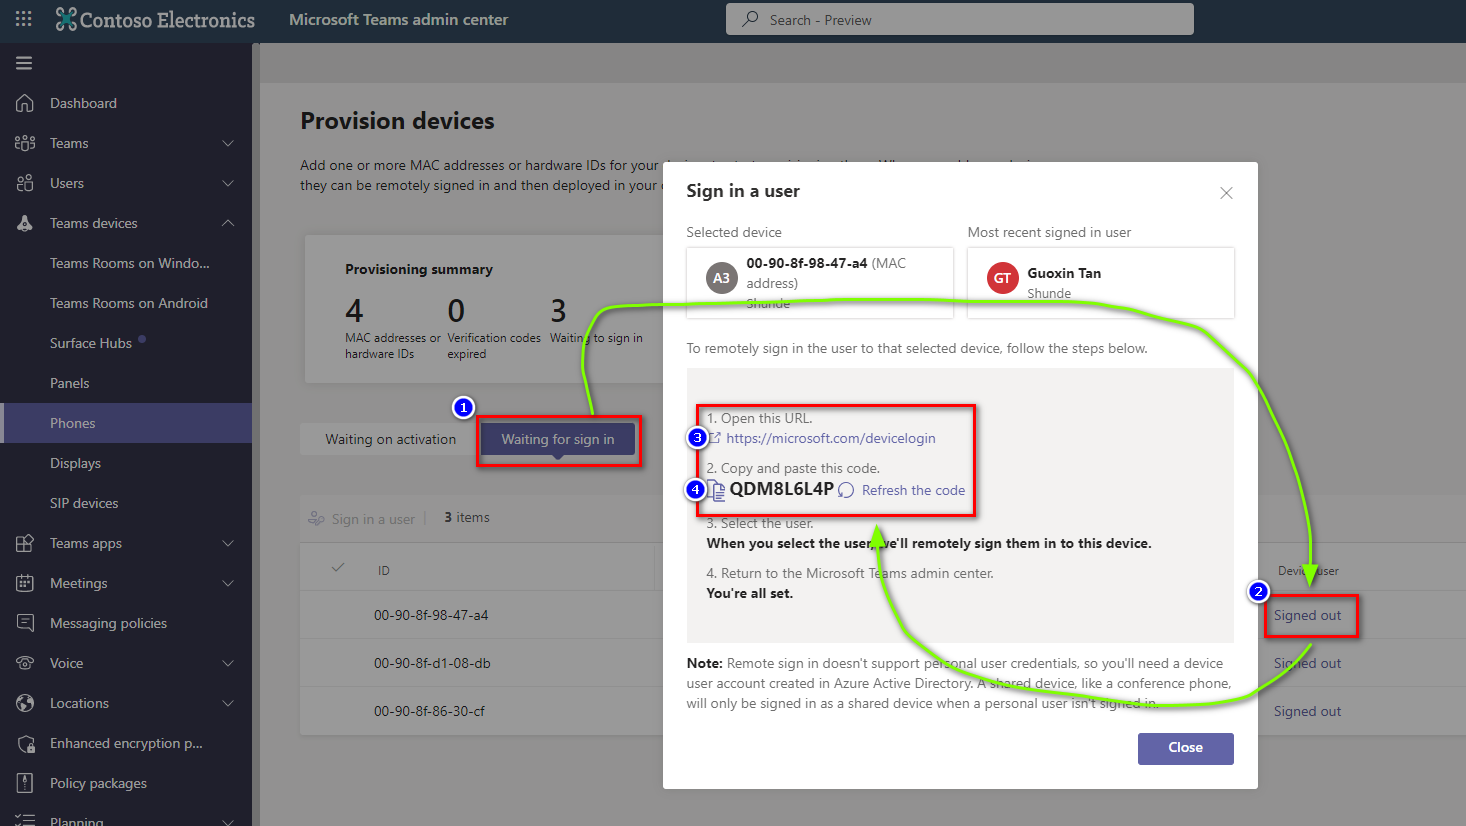 Contoso Electronics
Microsoft Teams admin center
Search - Preview
Dashboard
Teams
Users
Teams devices
Teams Rooms on Windo...
Teams Rooms on Android
Surface Hubs
Panels
Phones
Displays
SIP devices
Teams apps
Meetings
Messaging policies
Voice
Locations
Enhanced encryption p...
Policy packages
Planning
Provision devices
Add one or more MAC addresses or hardware IDs for your
they can be remotely signed in and then deployed in your
Provisioning summary
4
MAC addresses or
hardware IDs
0
Verification codes
expired
3
Waiting to sign in
Waiting on activation
1
Waiting for sign in
Sign in a user
3 items
ID
Device user
00-90-8f-98-47-a4
2
Signed out
00-90-8f-d1-08-db
Signed out
00-90-8f-86-30-cf
Signed out
Sign in a user
Selected device
A3
00-90-8f-98-47-a4 (MAC
address)
Shunde
Most recent signed in user
GT
Guoxin Tan
Shunde
To remotely sign in the user to that selected device, follow the steps below.
1. Open this URL.
3
https://microsoft.com/devicelogin
2. Copy and paste this code.
4
QDM8L6L4P
Refresh the code
3. Select the user.
When you select the user, we'll remotely sign them in to this device.
4. Return to the Microsoft Teams admin center.
You're all set.
Note: Remote sign in doesn't support personal user credentials, so you'll need a device
user account created in Azure Active Directory. A shared device, like a conference phone,
will only be signed in as a shared device when a personal user isn't signed in.
Close